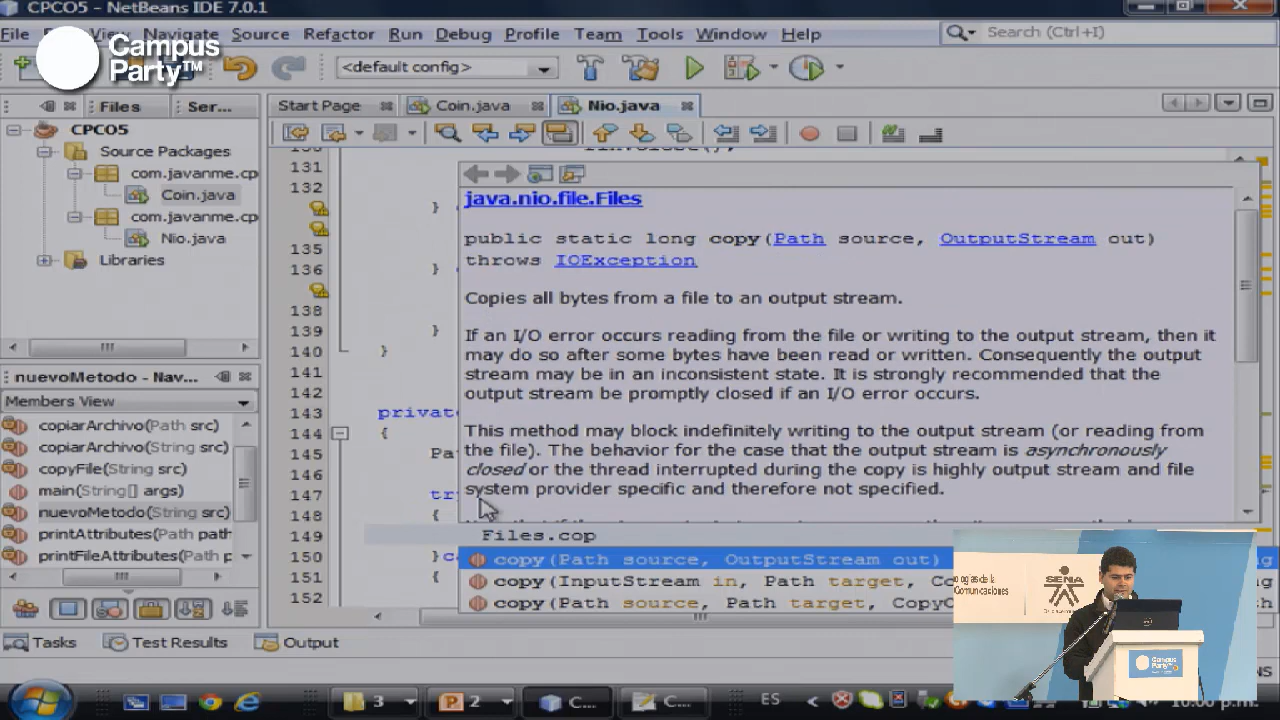 CPCO5 - NetBeans IDE 7.0.1
File View Navigate Source Refactor Run Debug Profile Team Tools Window Help
Search (Ctrl+I)
Campus
Party™
<default config>
Files Ser...
Start Page Coin.java Nio.java
CPCO5
Source Packages
com.javanme.cp
Coin.java
com.javanme.cp
Nio.java
Libraries
131
132
135
}
136
}
138
139
}
140
}
141
142
143
private
144
{
145
Pa
146
147
tr
148
{
149
Files.cop
150
}c
151
{
152
java.nio.file.Files
public static long copy(Path source, OutputStream out)
throws IOException
Copies all bytes from a file to an output stream.
If an I/O error occurs reading from the file or writing to the output stream, then it
may do so after some bytes have been read or written. Consequently the output
stream may be in an inconsistent state. It is strongly recommended that the
output stream be promptly closed if an I/O error occurs.
This method may block indefinitely writing to the output stream (or reading from
the file). The behavior for the case that the output stream is asynchronously
closed or the thread interrupted during the copy is highly output stream and file
system provider specific and therefore not specified.
copy(Path source, OutputStream out)
copy(InputStream in, Path target, Co
copy(Path source, Path target, CopyO
nuevoMetodo - Nav...
Members View
copiarArchivo(Path src)
copiarArchivo(String src)
copyFile(String src)
main(String[] args)
nuevoMetodo(String src)
printAttributes(Path path
printFileAttributes(Path p
Tasks Test Results Output
ologías de la
Comunicaciones
SENA
Campus
Party
3
2
C...
C...
ES
10:00 p.m.